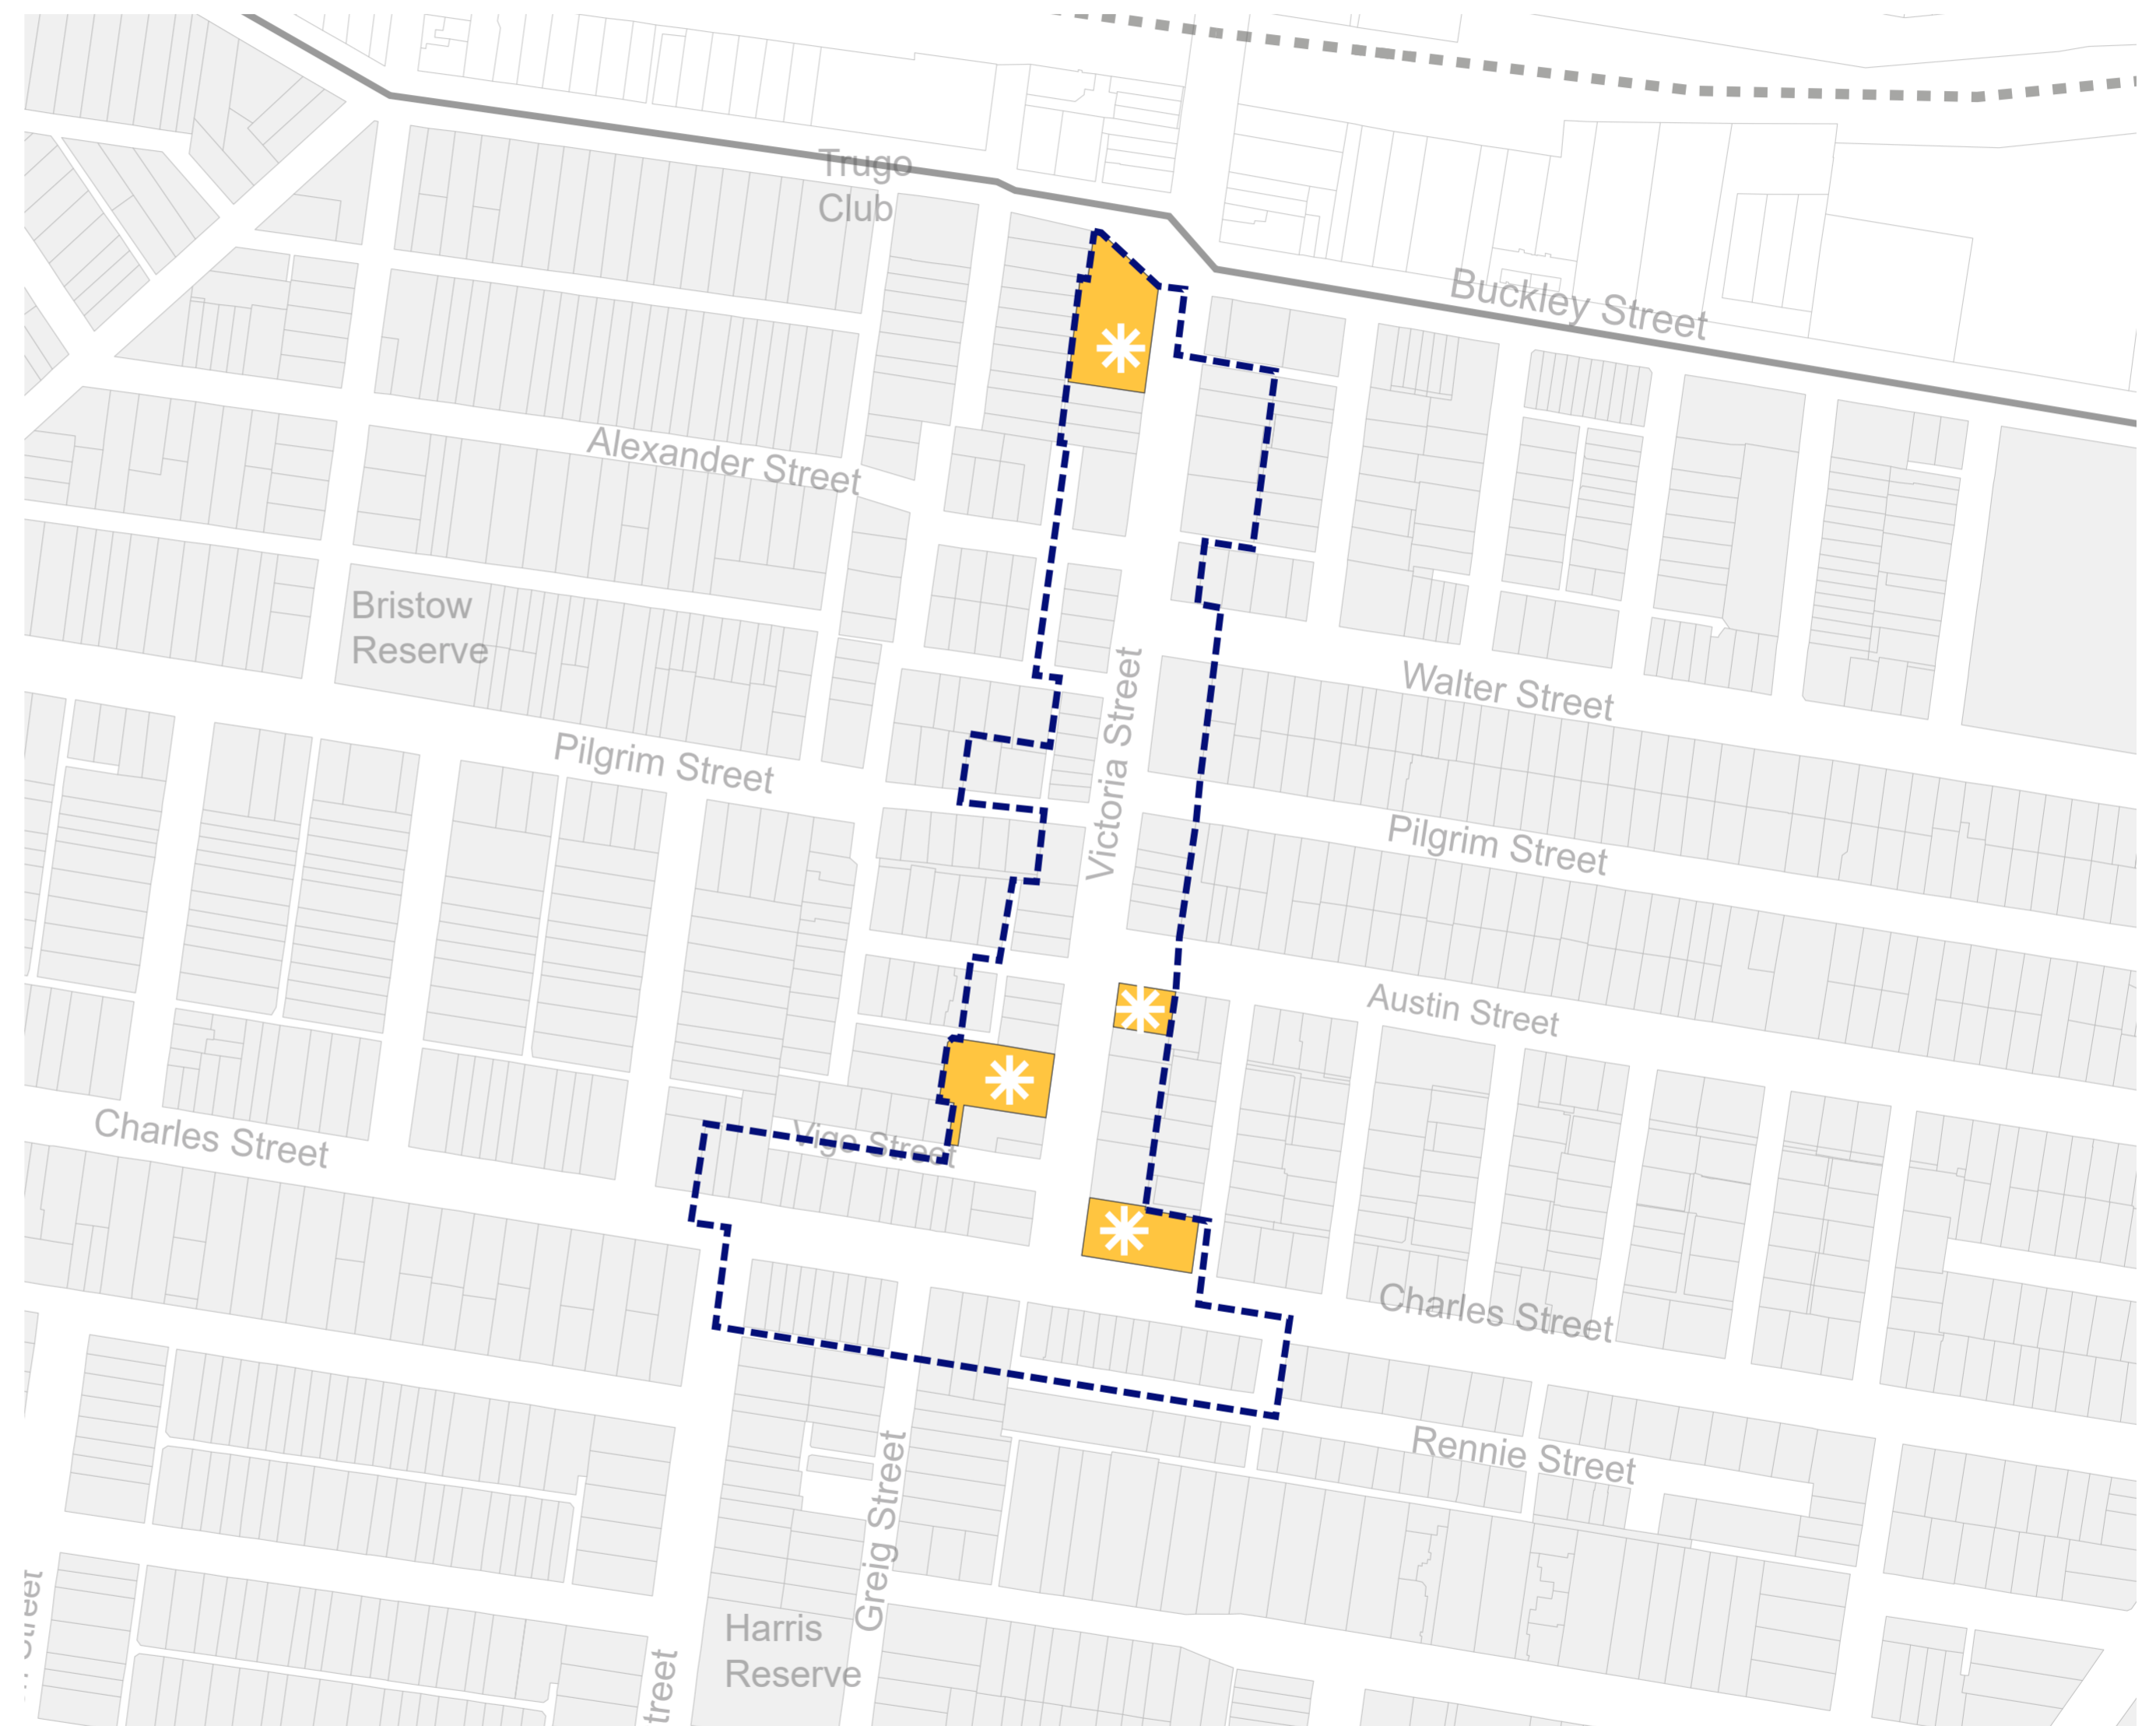 Trugo
Club
Buckley Street
Alexander Street
Bristow
Reserve
Walter Street
Victoria Street
Pilgrim Street
Pilgrim Street
Austin Street
Charles Street
Vigo Street
Charles Street
Rennie Street
Greig Street
Harris
Reserve